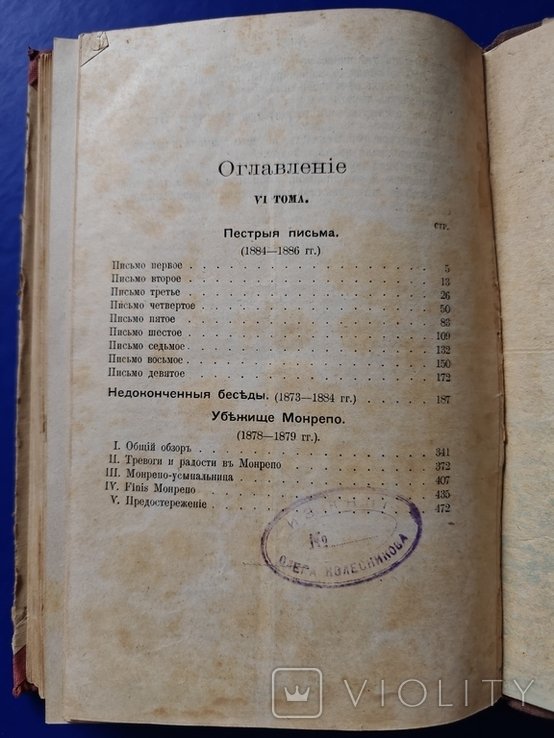 Оглавленіе
VI ТОМА.
СТР.
Пестрыя письма.
(1884—1886 гг.)
Письмо первое . . . . . . . . . . . . . . . . 5
Письмо второе . . . . . . . . . . . . . . . . 13
Письмо третье . . . . . . . . . . . . . . . . 26
Письмо четвертое . . . . . . . . . . . . . . . . 50
Письмо пятое . . . . . . . . . . . . . . . . 83
Письмо шестое . . . . . . . . . . . . . . . . 109
Письмо седьмое . . . . . . . . . . . . . . . . 132
Письмо восьмое . . . . . . . . . . . . . . . . 150
Письмо девятое . . . . . . . . . . . . . . . . 172
Недоконченныя бесѣды. (1873—1884 гг.) . . . . . . 187
Убѣжище Монрепо.
(1878—1879 гг.).
I. Общій обзоръ . . . . . . . . . . . . . . 341
II. Тревоги и радости въ Монрепо . . . . . . . . 372
III. Монрепо-усыпальница . . . . . . . . . . 407
IV. Finis Монрепо . . . . . . . . . . . . 435
V. Предостереженіе . . . . . . . . . . . . 472
ИЗ КНИГ
№
ОЛЕГА КОЛЕСНИКОВА
VIOLITY